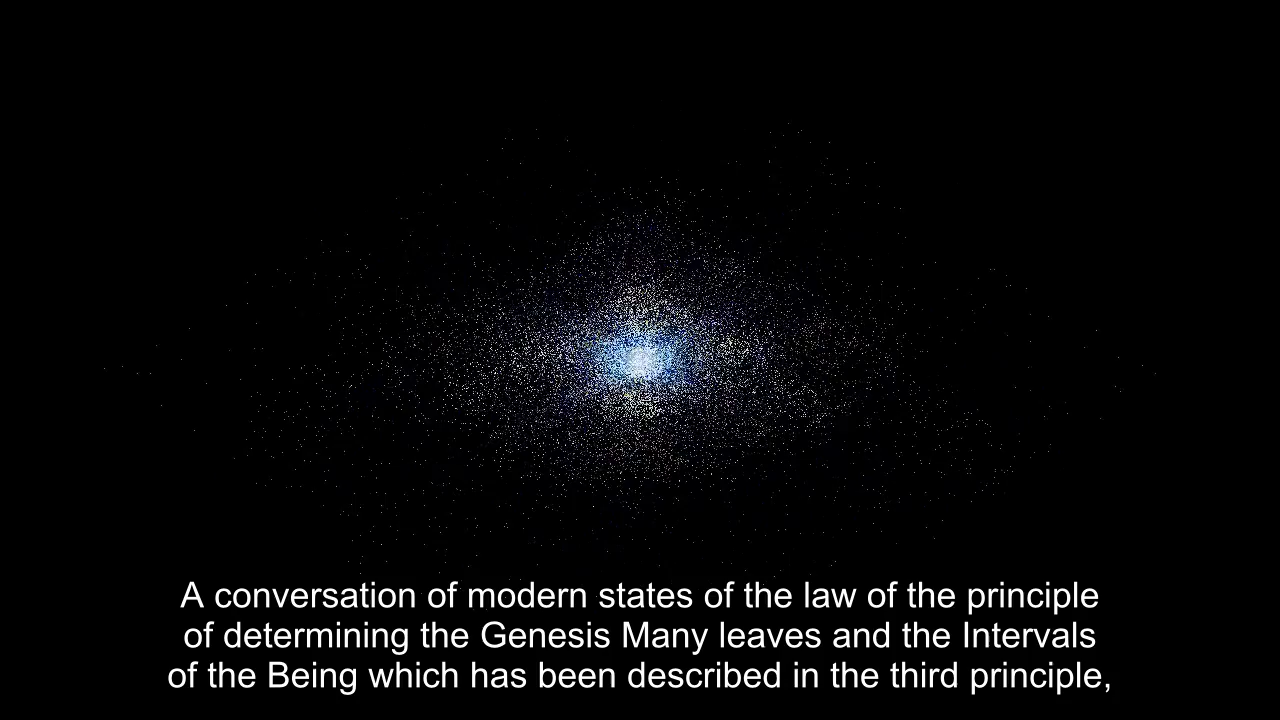 A conversation of modern states of the law of the principle
of determining the Genesis Many leaves and the Intervals
of the Being which has been described in the third principle,